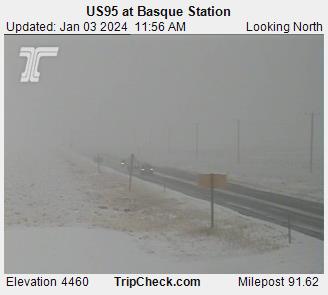 US95 at Basque Station
Updated: Jan 03 2024 11:56 AM Looking North
Elevation 4460 TripCheck.com Milepost 91.62